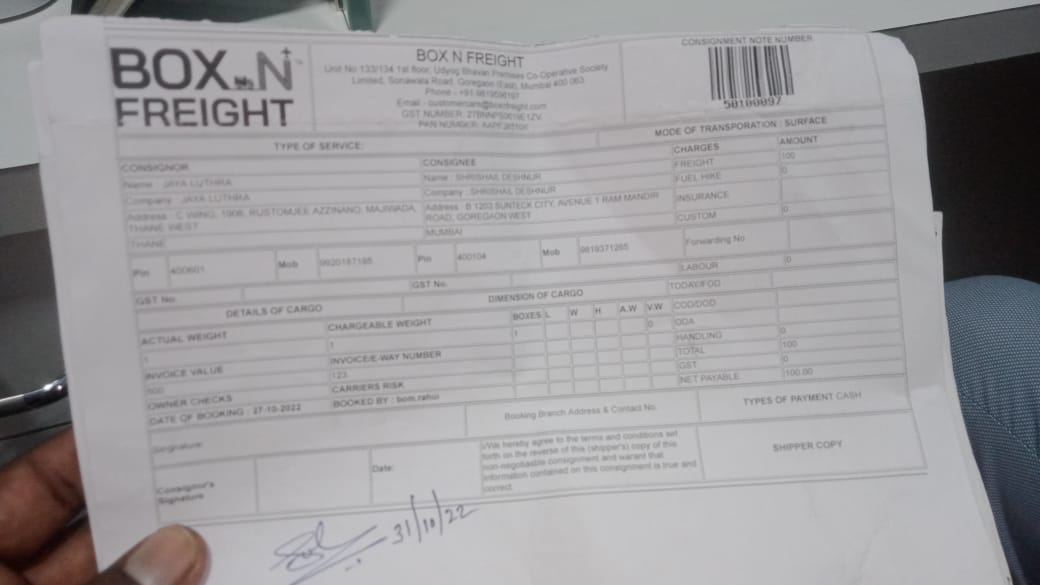 BOX N FREIGHT
BOX N FREIGHT
Unit No 133/134 1st floor, Udyog Bhavan Premises Co-Operative Society
Limited, Sonawala Road, Goregaon (East), Mumbai 400 063
Phone - +91-9819598197
Email - customercare@boxnfreight.com
GST NUMBER:
PAN NUMBER:
CONSIGNMENT NOTE NUMBER
50100097
TYPE OF SERVICE:
MODE OF TRANSPORATION : SURFACE
CONSIGNOR
CONSIGNEE
CHARGES AMOUNT
Name : JAYA LUTHRA
Name : SHRISHAIL DESHNUR
FREIGHT 100
Company : JAYA LUTHRA
Company : SHRISHAIL DESHNUR
FUEL HIKE 0
Address : C WING, 1906, RUSTOMJEE AZZINANO, MAJIWADA,
THANE WEST
THANE
Address : B 1203 SUNTECK CITY, AVENUE 1 RAM MANDIR
ROAD, GOREGAON WEST
MUMBAI
INSURANCE
CUSTOM 0
Pin 400601 Mob 9920187195 Pin 400104 Mob 9819371265 Forwarding No
GST No. GST No. LABOUR 0
DETAILS OF CARGO DIMENSION OF CARGO TODAY/FOD
ACTUAL WEIGHT CHARGEABLE WEIGHT BOXES L W H A.W V.W COD/DOD
1 1 1 0 ODA
INVOICE VALUE INVOICE/E-WAY NUMBER HANDLING 0
500 123 TOTAL 100
OWNER CHECKS CARRIERS RISK GST 0
DATE OF BOOKING : 27-10-2022 BOOKED BY : bom.rahul NET PAYABLE 100.00
Booking Branch Address & Contact No. TYPES OF PAYMENT CASH
Singnature:
I/We hereby agree to the terms and conditions set
forth on the reverse of this (shipper's) copy of this
non-negotiable consignment and warrant that
information contained on this consignment is true and
correct.
SHIPPER COPY
Consignor's
Singnature
Date:
31/10/22